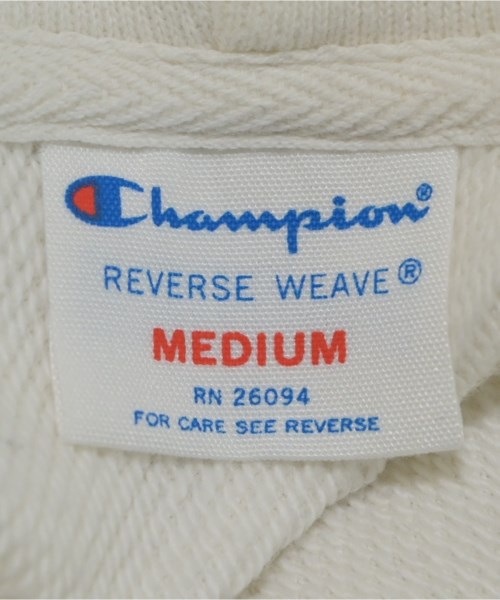 Champion®
REVERSE WEAVE®
MEDIUM
RN 26094
FOR CARE SEE REVERSE